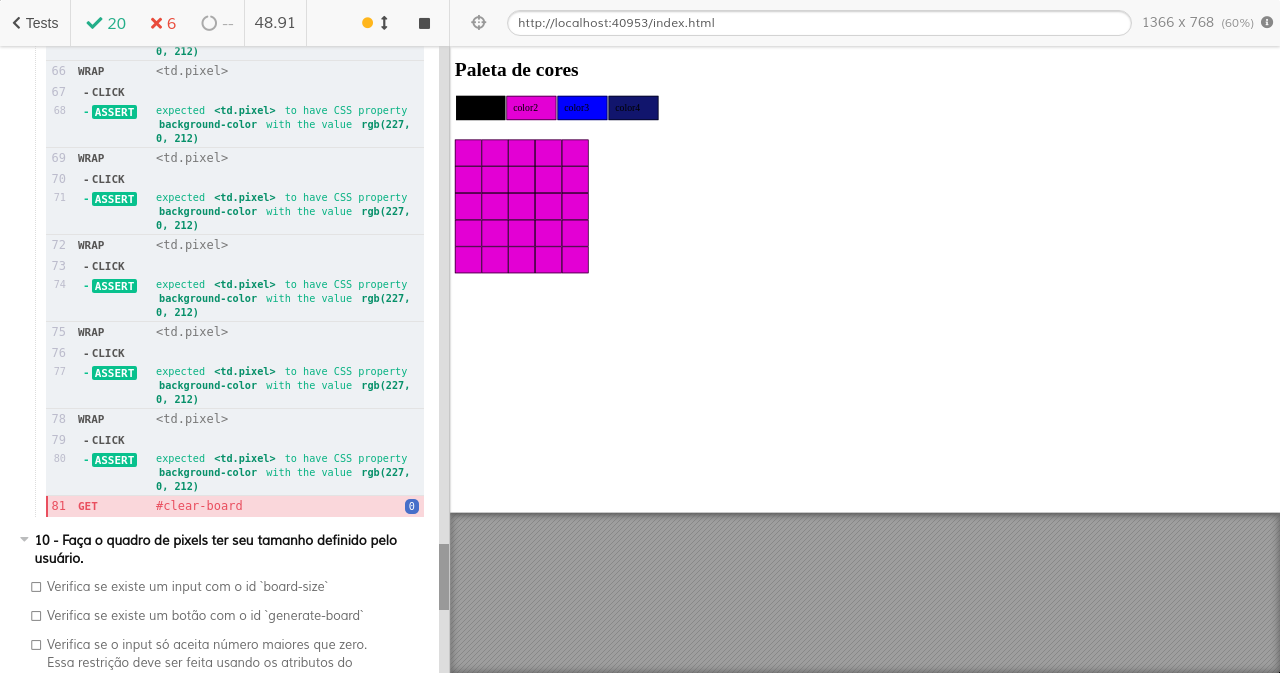 Tests 20 6 -- 48.91 http://localhost:40953/index.html 1366 x 768 (60%)
0, 212)
66 WRAP <td.pixel>
67 -CLICK
68 -ASSERT expected <td.pixel> to have CSS property
background-color with the value rgb(227,
0, 212)
69 WRAP <td.pixel>
70 -CLICK
71 -ASSERT expected <td.pixel> to have CSS property
background-color with the value rgb(227,
0, 212)
72 WRAP <td.pixel>
73 -CLICK
74 -ASSERT expected <td.pixel> to have CSS property
background-color with the value rgb(227,
0, 212)
75 WRAP <td.pixel>
76 -CLICK
77 -ASSERT expected <td.pixel> to have CSS property
background-color with the value rgb(227,
0, 212)
78 WRAP <td.pixel>
79 -CLICK
80 -ASSERT expected <td.pixel> to have CSS property
background-color with the value rgb(227,
0, 212)
81 GET #clear-board 0
10 - Faça o quadro de pixels ter seu tamanho definido pelo
usuário.
Verifica se existe um input com o id `board-size`
Verifica se existe um botão com o id `generate-board`
Verifica se o input só aceita número maiores que zero.
Essa restrição deve ser feita usando os atributos do
Paleta de cores
color2 color3 color4